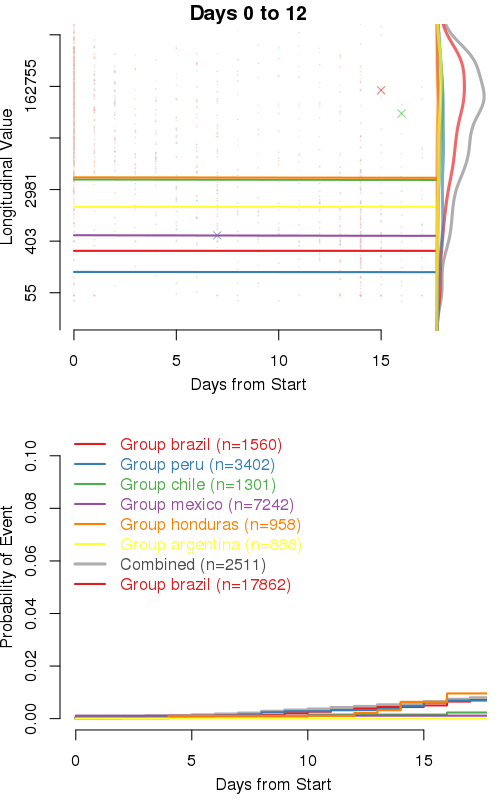 Days 0 to 12
Longitudinal Value
162755
2981
403
55
0
5
10
15
Days from Start
Probability of Event
0.10
0.08
0.06
0.04
0.02
0.00
Group brazil (n=1560)
Group peru (n=3402)
Group chile (n=1301)
Group mexico (n=7242)
Group honduras (n=958)
Group argentina (n=888)
Combined (n=2511)
Group brazil (n=17862)
0
5
10
15
Days from Start